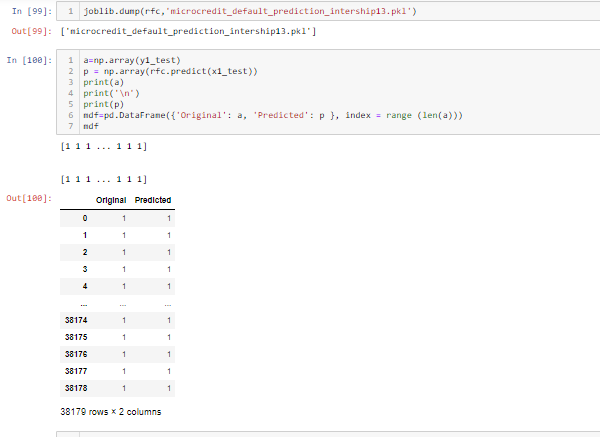 In [99]: 1 joblib.dump(rfc,'microcredit_default_prediction_intership13.pkl')
Out[99]: ['microcredit_default_prediction_intership13.pkl']
In [100]: 1 a=np.array(y1_test)
2 p = np.array(rfc.predict(x1_test))
3 print(a)
4 print('\n')
5 print(p)
6 mdf=pd.DataFrame({'Original': a, 'Predicted': p }, index = range (len(a)))
7 mdf
[1 1 1 ... 1 1 1]
[1 1 1 ... 1 1 1]
Out[100]:
Original Predicted
0 1 1
1 1 1
2 1 1
3 1 1
4 1 1
... ... ...
38174 1 1
38175 1 1
38176 1 1
38177 1 1
38178 1 1
38179 rows × 2 columns